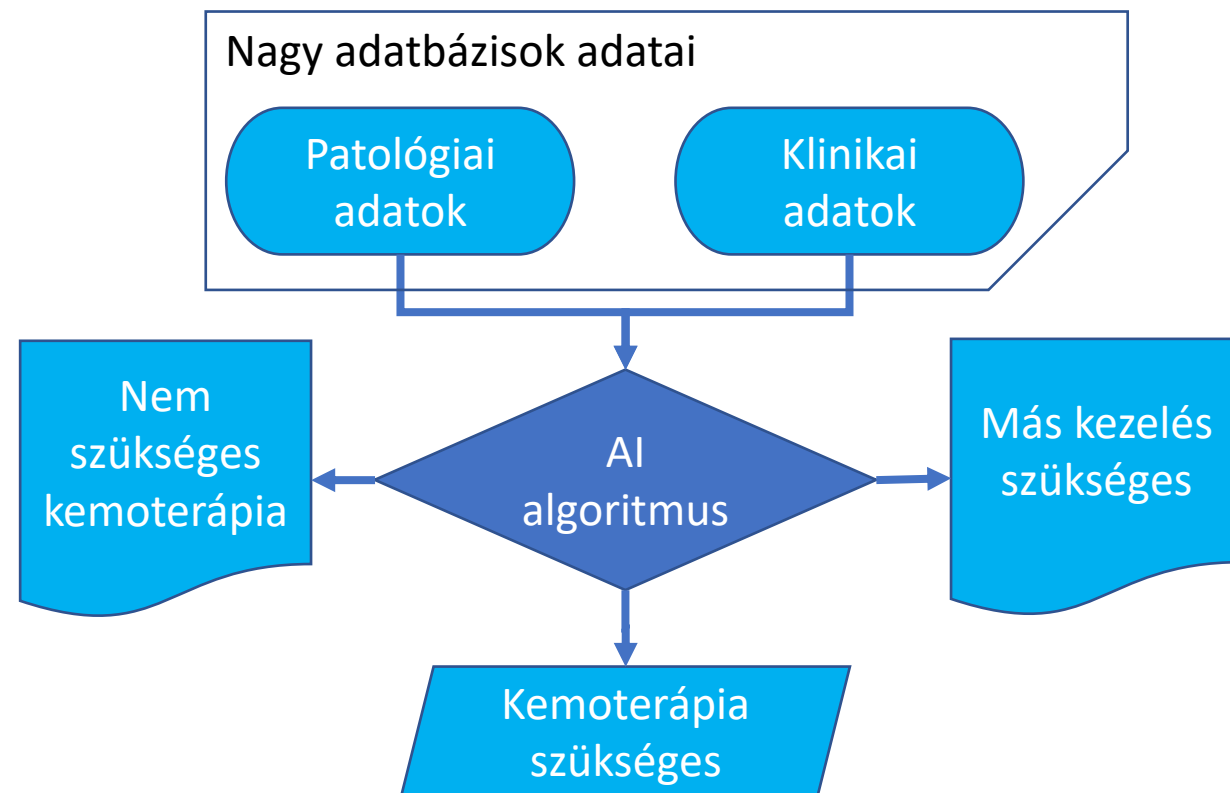 Nagy adatbázisok adatai
Patológiai
adatok
Klinikai
adatok
Nem
szükséges
kemoterápia
AI
algoritmus
Más kezelés
szükséges
Kemoterápia
szükséges